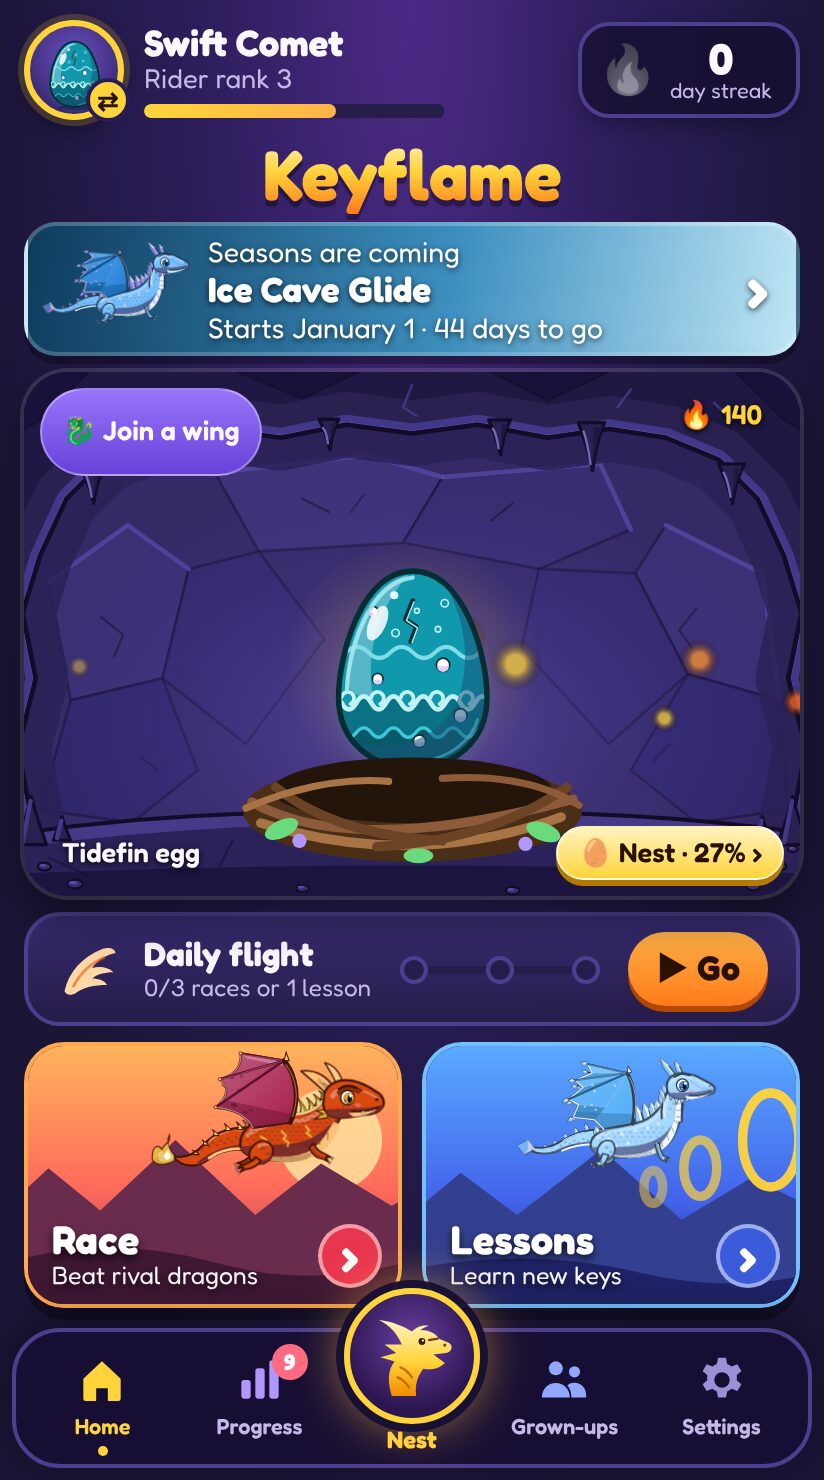 Swift Comet
Rider rank 3
0
day streak
Keyflame
Seasons are coming
Ice Cave Glide
Starts January 1 · 44 days to go
Join a wing
140
Tidefin egg
Nest · 27% ›
Daily flight
0/3 races or 1 lesson
Go
Race
Beat rival dragons
Lessons
Learn new keys
9
Home
Progress
Nest
Grown-ups
Settings